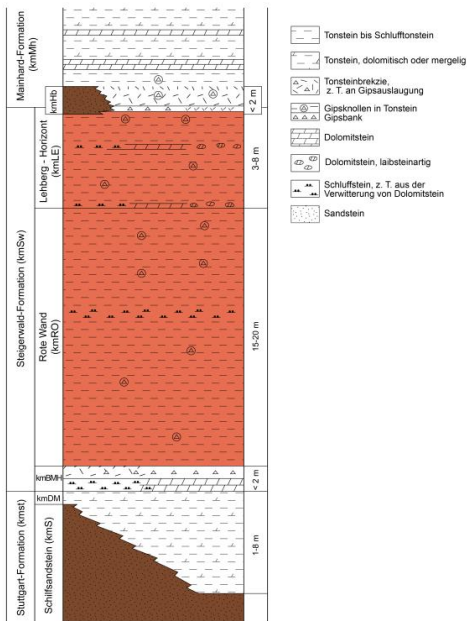 Mainhard-Formation
(kmMh)
Steigerwald-Formation (kmSw)
Stuttgart-Formation (kmst)
kmHb
Lehberg - Horizont
(kmLE)
Rote Wand
(kmRO)
kmBMH
kmDM
Schilfsandstein (kmS)
< 2 m
3-8 m
15-20 m
< 2 m
1-8 m
Tonstein bis Schlufftonstein
Tonstein, dolomitisch oder mergelig
Tonsteinbrekzie,
z. T. an Gipsauslaugung
Gipsknollen in Tonstein
Gipsbank
Dolomitstein
Dolomitstein, laibsteinartig
Schluffstein, z. T. aus der
Verwitterung von Dolomitstein
Sandstein